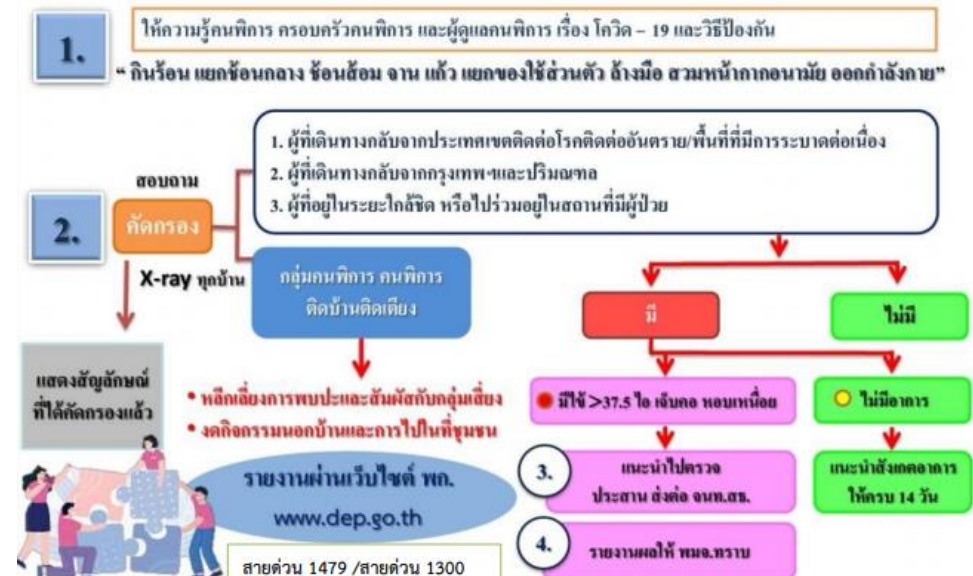 1.
ให้ความรู้คนพิการ ครอบครัวคนพิการ และผู้ดูแลคนพิการ เรื่อง โควิด – 19 และวิธีป้องกัน
“ กินร้อน แยกช้อนกลาง ช้อนส้อม จาน แก้ว แยกของใช้ส่วนตัว ล้างมือ สวมหน้ากากอนามัย ออกกำลังกาย”
2.
สอบถาม
คัดกรอง
X-ray ทุกบ้าน
1. ผู้ที่เดินทางกลับจากประเทศเขตติดต่อโรคติดต่ออันตราย/พื้นที่ที่มีการระบาดต่อเนื่อง
2. ผู้ที่เดินทางกลับจากกรุงเทพฯและปริมณฑล
3. ผู้ที่อยู่ในระยะใกล้ชิด หรือไปร่วมอยู่ในสถานที่มีผู้ป่วย
กลุ่มคนพิการ คนพิการ
ติดบ้านติดเตียง
แสดงสัญลักษณ์
ที่ได้คัดกรองแล้ว
• หลีกเลี่ยงการพบปะและสัมผัสกับกลุ่มเสี่ยง
• งดกิจกรรมนอกบ้านและการไปในที่ชุมชน
รายงานผ่านเว็บไซต์ พก.
www.dep.go.th
สายด่วน 1479 /สายด่วน 1300
มี
ไม่มี
มีไข้ >37.5 ไอ เจ็บคอ หอบเหนื่อย
ไม่มีอาการ
3.
แนะนำไปตรวจ
ประสาน ส่งต่อ จนท.สธ.
แนะนำสังเกตอาการ
ให้ครบ 14 วัน
4.
รายงานผลให้ พมจ.ทราบ